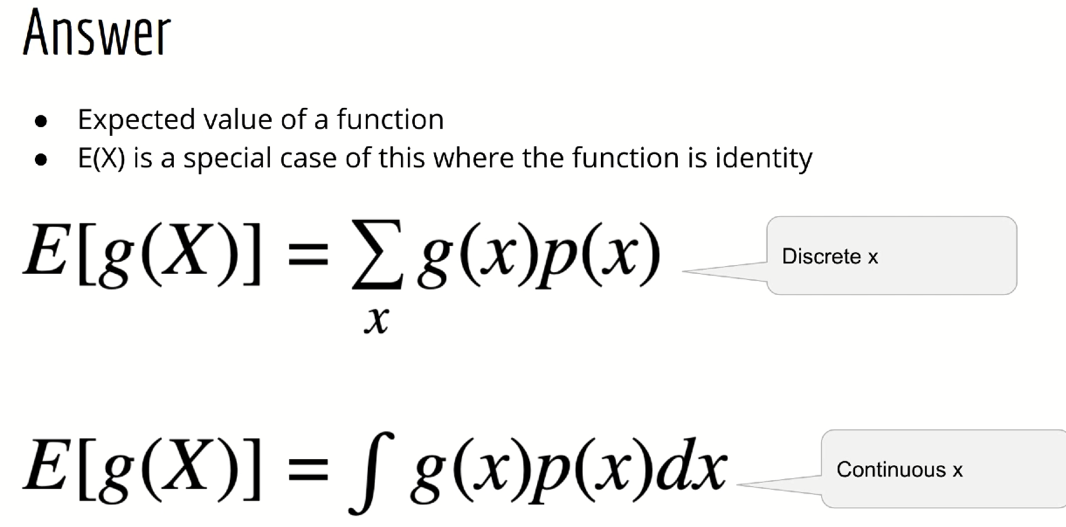 Answer
● Expected value of a function
● E(X) is a special case of this where the function is identity
E[g(X)] = ∑ g(x)p(x)
x
Discrete x
E[g(X)] = ∫ g(x)p(x)dx
Continuous x